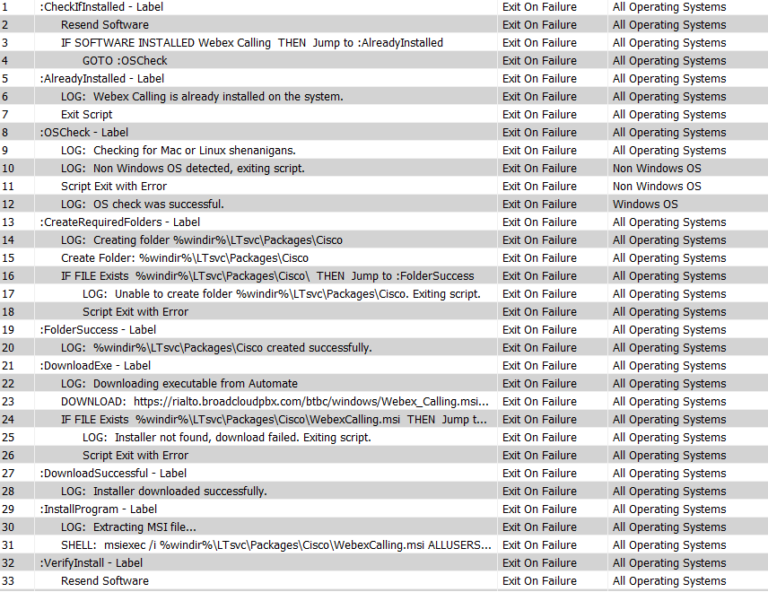 1 :CheckIfInstalled - Label Exit On Failure All Operating Systems
2 Resend Software Exit On Failure All Operating Systems
3 IF SOFTWARE INSTALLED Webex Calling THEN Jump to :AlreadyInstalled Exit On Failure All Operating Systems
4 GOTO :OSCheck Exit On Failure All Operating Systems
5 :AlreadyInstalled - Label Exit On Failure All Operating Systems
6 LOG: Webex Calling is already installed on the system. Exit On Failure All Operating Systems
7 Exit Script Exit On Failure All Operating Systems
8 :OSCheck - Label Exit On Failure All Operating Systems
9 LOG: Checking for Mac or Linux shenanigans. Exit On Failure All Operating Systems
10 LOG: Non Windows OS detected, exiting script. Exit On Failure Non Windows OS
11 Script Exit with Error Exit On Failure Non Windows OS
12 LOG: OS check was successful. Exit On Failure Windows OS
13 :CreateRequiredFolders - Label Exit On Failure All Operating Systems
14 LOG: Creating folder %windir%\LTsvc\Packages\Cisco Exit On Failure All Operating Systems
15 Create Folder: %windir%\LTsvc\Packages\Cisco Exit On Failure All Operating Systems
16 IF FILE Exists %windir%\LTsvc\Packages\Cisco\ THEN Jump to :FolderSuccess Exit On Failure All Operating Systems
17 LOG: Unable to create folder %windir%\LTsvc\Packages\Cisco. Exiting script. Exit On Failure All Operating Systems
18 Script Exit with Error Exit On Failure All Operating Systems
19 :FolderSuccess - Label Exit On Failure All Operating Systems
20 LOG: %windir%\LTsvc\Packages\Cisco created successfully. Exit On Failure All Operating Systems
21 :DownloadExe - Label Exit On Failure All Operating Systems
22 LOG: Downloading executable from Automate Exit On Failure All Operating Systems
23 DOWNLOAD: https://rialto.broadcloudpbx.com/btbc/windows/Webex_Calling.msi... Exit On Failure All Operating Systems
24 IF FILE Exists %windir%\LTsvc\Packages\Cisco\WebexCalling.msi THEN Jump t... Exit On Failure All Operating Systems
25 LOG: Installer not found, download failed. Exiting script. Exit On Failure All Operating Systems
26 Script Exit with Error Exit On Failure All Operating Systems
27 :DownloadSuccessful - Label Exit On Failure All Operating Systems
28 LOG: Installer downloaded successfully. Exit On Failure All Operating Systems
29 :InstallProgram - Label Exit On Failure All Operating Systems
30 LOG: Extracting MSI file... Exit On Failure All Operating Systems
31 SHELL: msiexec /i %windir%\LTsvc\Packages\Cisco\WebexCalling.msi ALLUSERS... Exit On Failure All Operating Systems
32 :VerifyInstall - Label Exit On Failure All Operating Systems
33 Resend Software Exit On Failure All Operating Systems